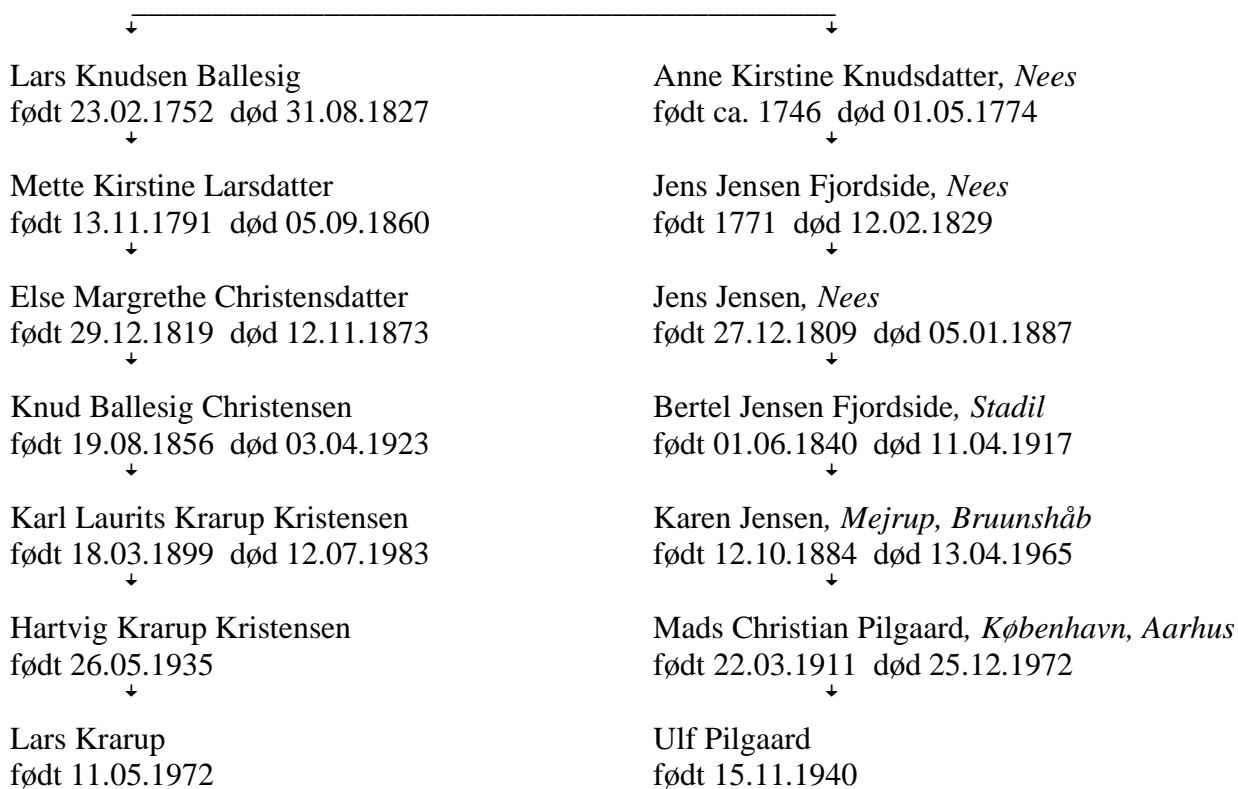 Lars Knudsen Ballesig
født 23.02.1752 død 31.08.1827
Mette Kirstine Larsdatter
født 13.11.1791 død 05.09.1860
Else Margrethe Christensdatter
født 29.12.1819 død 12.11.1873
Knud Ballesig Christensen
født 19.08.1856 død 03.04.1923
Karl Laurits Krarup Kristensen
født 18.03.1899 død 12.07.1983
Hartvig Krarup Kristensen
født 26.05.1935
Lars Krarup
født 11.05.1972
Anne Kirstine Knudsdatter, Nees
født ca. 1746 død 01.05.1774
Jens Jensen Fjordside, Nees
født 1771 død 12.02.1829
Jens Jensen, Nees
født 27.12.1809 død 05.01.1887
Bertel Jensen Fjordside, Stadil
født 01.06.1840 død 11.04.1917
Karen Jensen, Mejrup, Bruunshåb
født 12.10.1884 død 13.04.1965
Mads Christian Pilgaard, København, Aarhus
født 22.03.1911 død 25.12.1972
Ulf Pilgaard
født 15.11.1940